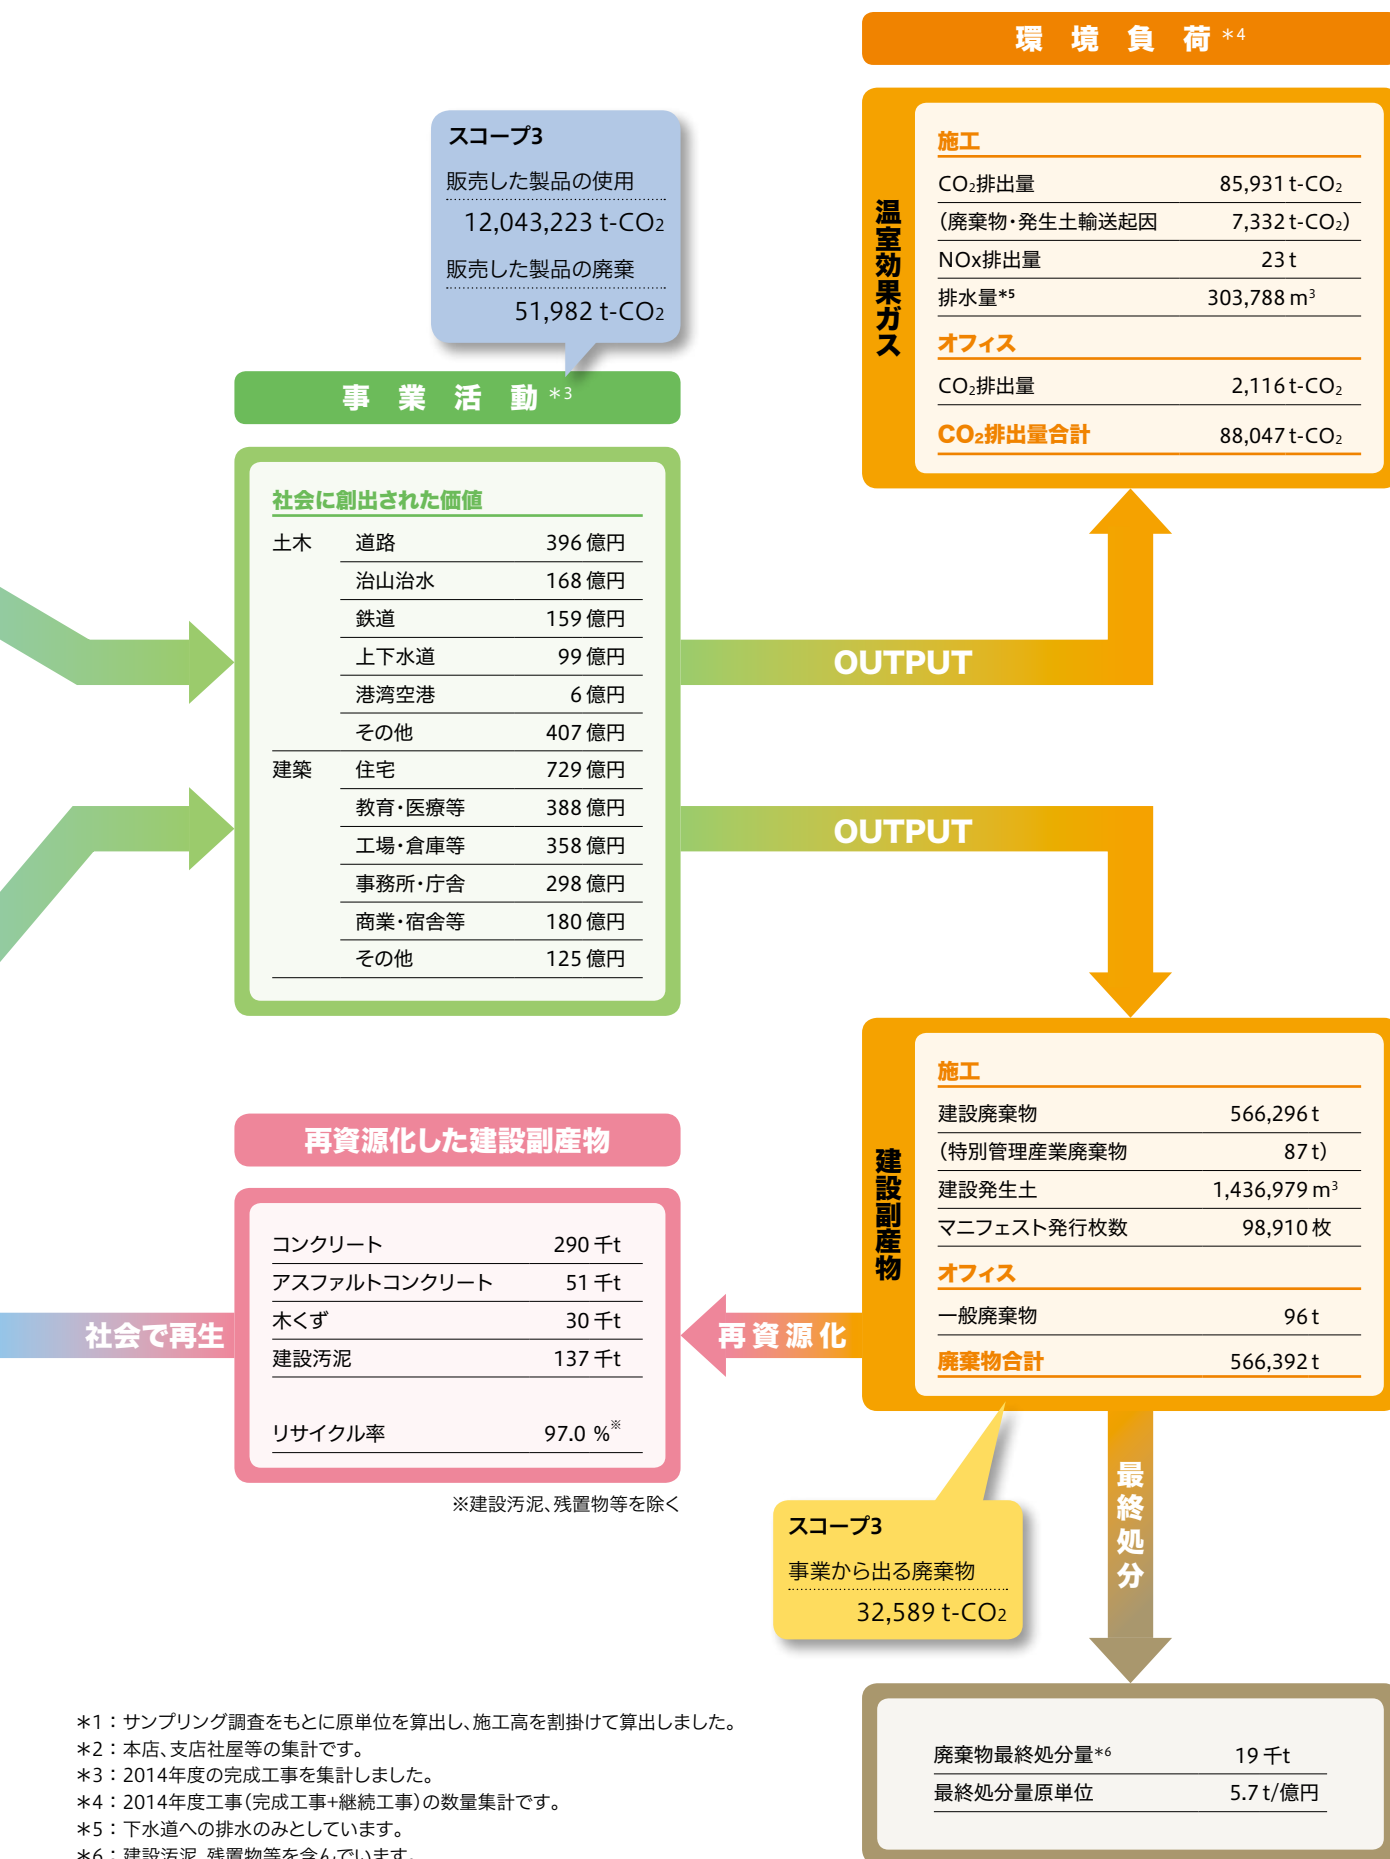 環境負荷＊4
スコープ3
販売した製品の使用
12,043,223 t-CO2
販売した製品の廃棄
51,982 t-CO2
温室効果ガス
施工
CO2排出量 85,931 t-CO2
（廃棄物・発生土輸送起因 7,332 t-CO2）
NOx排出量 23 t
排水量＊5 303,788 m3
オフィス
CO2排出量 2,116 t-CO2
CO2排出量合計 88,047 t-CO2
事業活動＊3
社会に創出された価値
土木 道路 396 億円
治山治水 168 億円
鉄道 159 億円
上下水道 99 億円
港湾空港 6 億円
その他 407 億円
建築 住宅 729 億円
教育・医療等 388 億円
工場・倉庫等 358 億円
事務所・庁舎 298 億円
商業・宿舎等 180 億円
その他 125 億円
OUTPUT
OUTPUT
建設副産物
施工
建設廃棄物 566,296 t
（特別管理産業廃棄物 87 t）
建設発生土 1,436,979 m3
マニフェスト発行枚数 98,910 枚
オフィス
一般廃棄物 96 t
廃棄物合計 566,392 t
再資源化
再資源化した建設副産物
コンクリート 290 千t
アスファルトコンクリート 51 千t
木くず 30 千t
建設汚泥 137 千t
リサイクル率 97.0 %※
※建設汚泥、残置物等を除く
社会で再生
スコープ3
事業から出る廃棄物
32,589 t-CO2
最終処分
廃棄物最終処分量＊6 19 千t
最終処分量原単位 5.7 t/億円
＊1：サンプリング調査をもとに原単位を算出し、施工高を割掛けて算出しました。
＊2：本店、支店社屋等の集計です。
＊3：2014年度の完成工事を集計しました。
＊4：2014年度工事（完成工事+継続工事）の数量集計です。
＊5：下水道への排水のみとしています。
＊6：建設汚泥、残置物等を含んでいます。